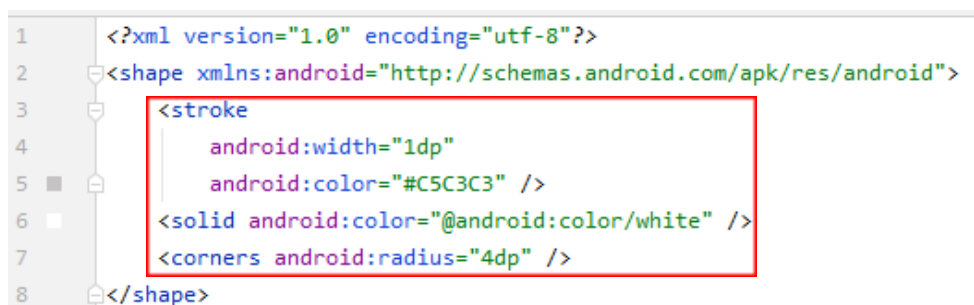 1 <?xml version="1.0" encoding="utf-8"?>
2 <shape xmlns:android="http://schemas.android.com/apk/res/android">
3 <stroke
4 android:width="1dp"
5 android:color="#C5C3C3" />
6 <solid android:color="@android:color/white" />
7 <corners android:radius="4dp" />
8 </shape>